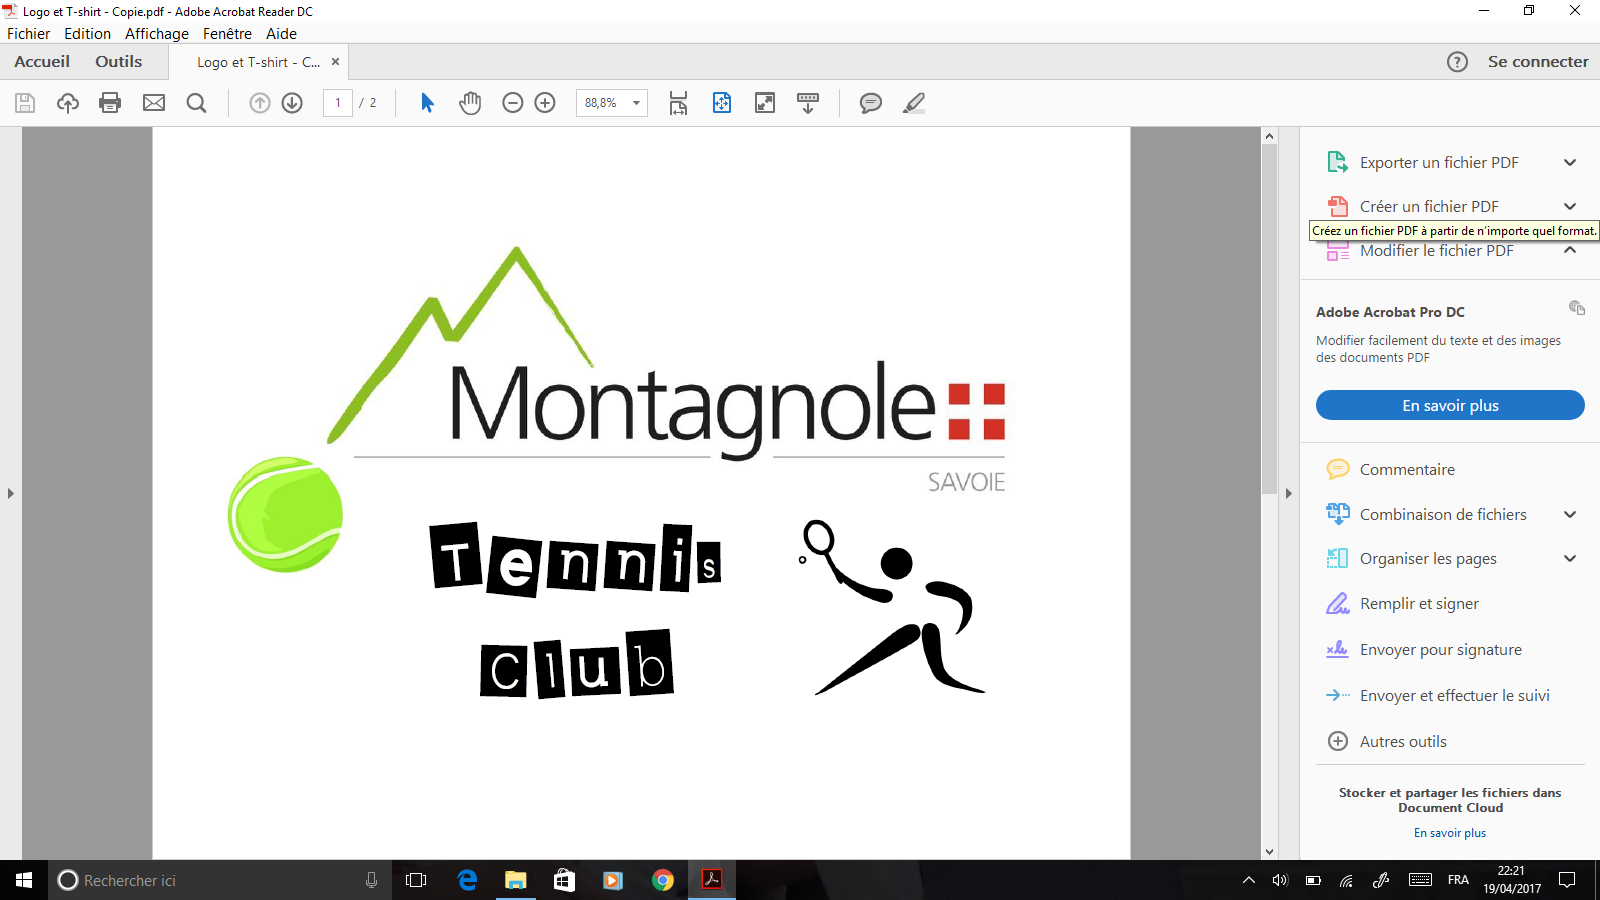 Logo et T-shirt - Copie.pdf - Adobe Acrobat Reader DC
Fichier Edition Affichage Fenêtre Aide
Accueil Outils Logo et T-shirt - C... × ? Se connecter
1 / 2 88,8%
Exporter un fichier PDF
Créer un fichier PDF
Créez un fichier PDF à partir de n'importe quel format.
Modifier le fichier PDF
Adobe Acrobat Pro DC
Modifier facilement du texte et des images
des documents PDF
En savoir plus
Commentaire
Combinaison de fichiers
Organiser les pages
Remplir et signer
Envoyer pour signature
Envoyer et effectuer le suivi
Autres outils
Stocker et partager les fichiers dans
Document Cloud
En savoir plus
Montagnole
SAVOIE
Tennis
Club
Rechercher ici
FRA
22:21
19/04/2017